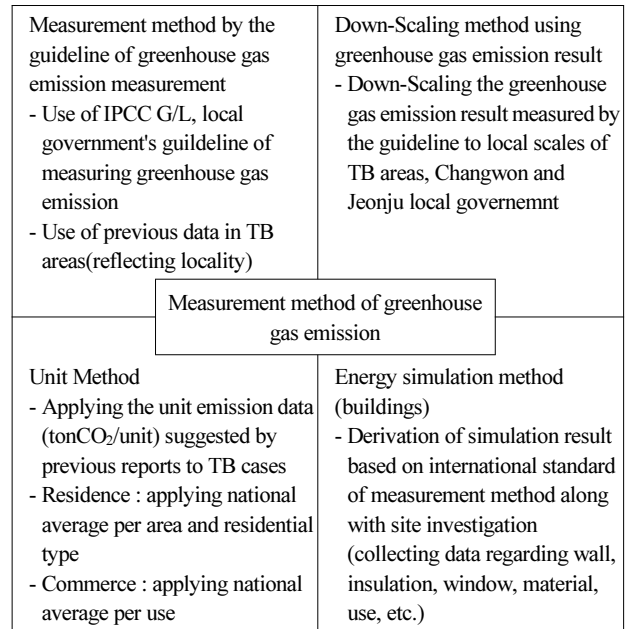 Measurement method by the
guideline of greenhouse gas
emission measurement
- Use of IPCC G/L, local
government's guildeline of
measuring greenhouse gas
emission
- Use of previous data in TB
areas(reflecting locality)
Down-Scaling method using
greenhouse gas emission result
- Down-Scaling the greenhouse
gas emission result measured by
the guideline to local scales of
TB areas, Changwon and
Jeonju local governemnt
Measurement method of greenhouse
gas emission
Unit Method
- Applying the unit emission data
(tonCO₂/unit) suggested by
previous reports to TB cases
- Residence : applying national
average per area and residential
type
- Commerce : applying national
average per use
Energy simulation method
(buildings)
- Derivation of simulation result
based on international standard
of measurement method along
with site investigation
(collecting data regarding wall,
insulation, window, material,
use, etc.)